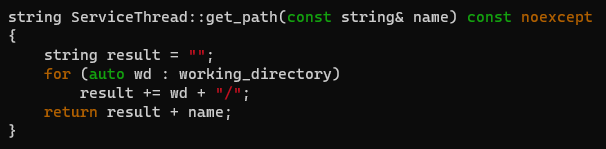 string ServiceThread::get_path(const string& name) const noexcept
{
    string result = "";
    for (auto wd : working_directory)
        result += wd + "/";
    return result + name;
}